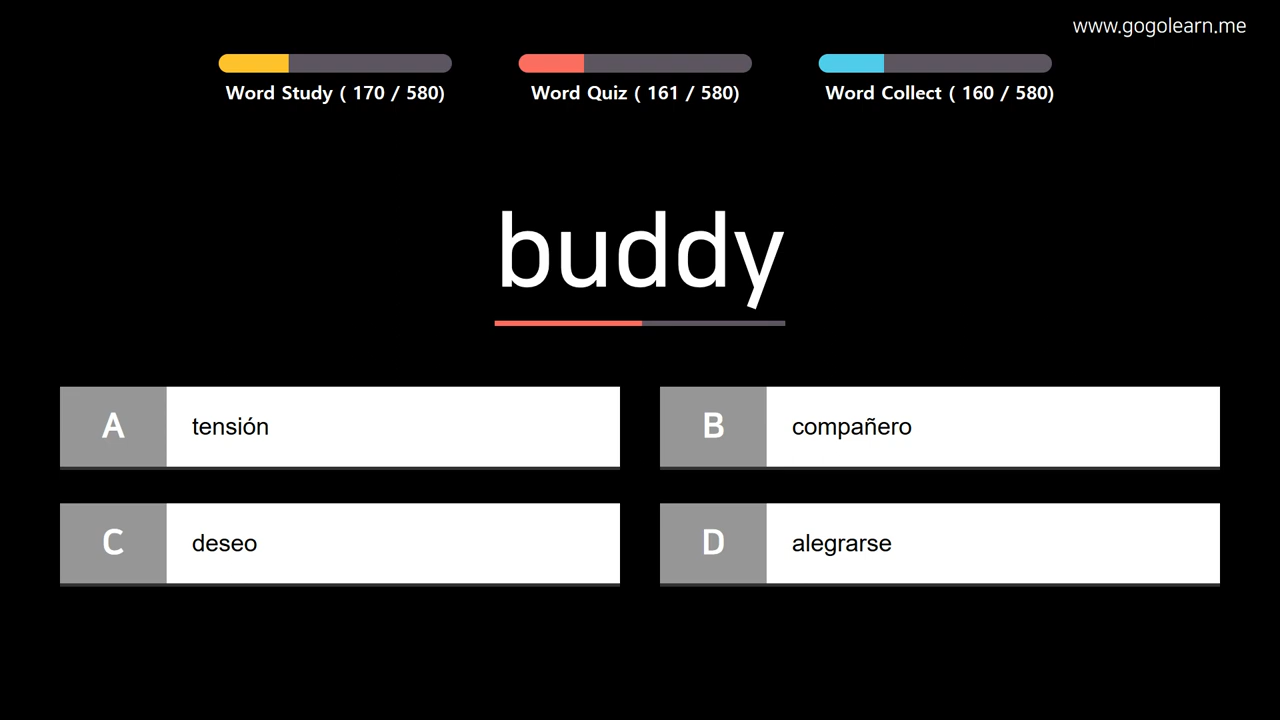 www.gogolearn.me
Word Study ( 170 / 580)
Word Quiz ( 161 / 580)
Word Collect ( 160 / 580)
buddy
A tensión
B compañero
C deseo
D alegrarse